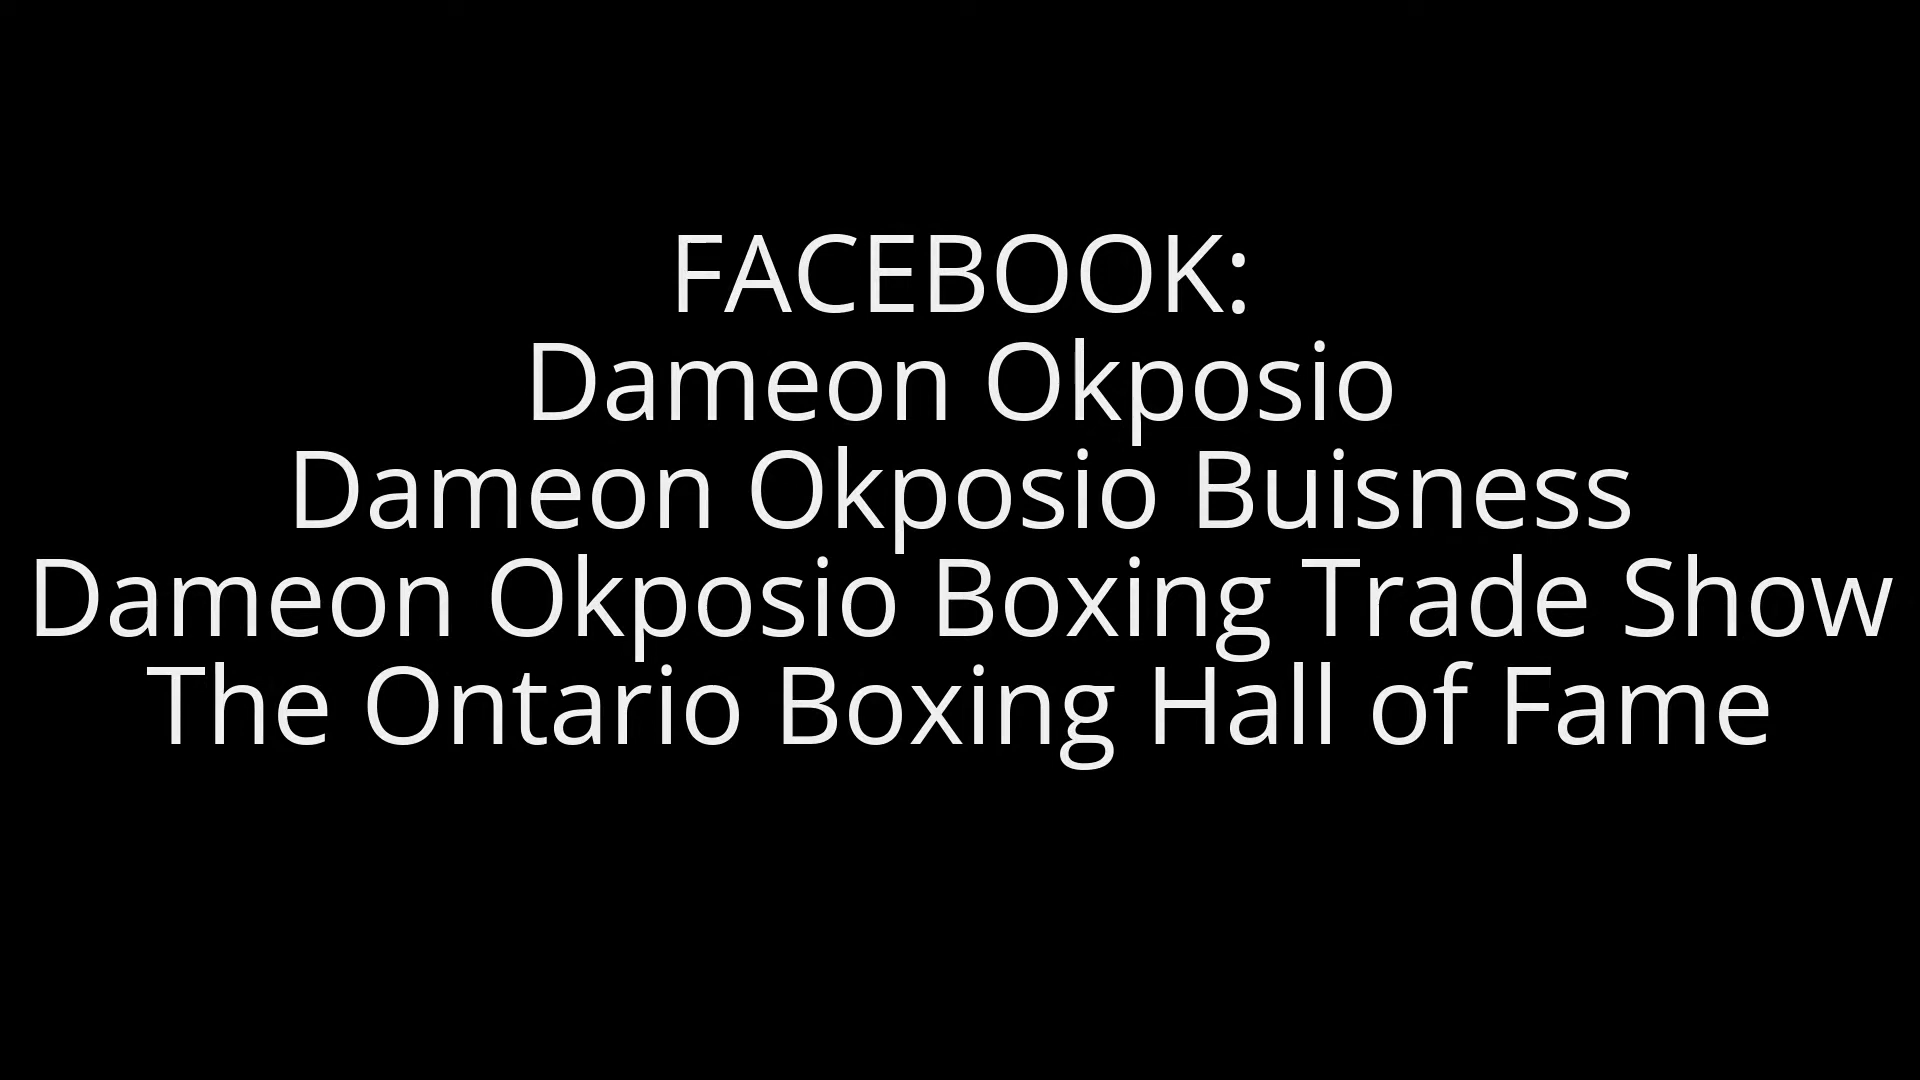 FACEBOOK:
Dameon Okposio
Dameon Okposio Buisness
Dameon Okposio Boxing Trade Show
The Ontario Boxing Hall of Fame